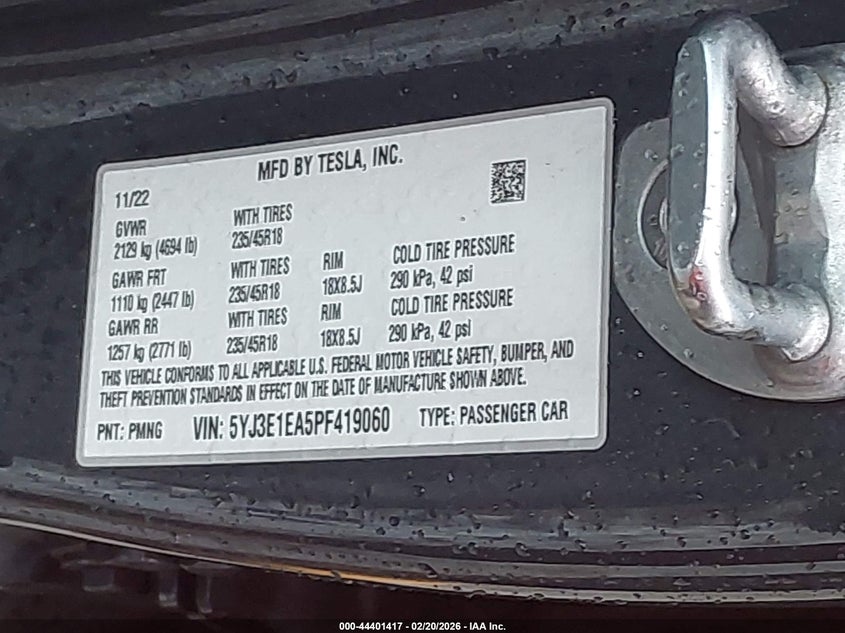 MFD BY TESLA, INC.
11/22
GVWR WITH TIRES
2129 kg (4694 lb) 235/45R18
GAWR FRT WITH TIRES RIM COLD TIRE PRESSURE
1110 kg (2447 lb) 235/45R18 18X8.5J 290 kPa, 42 psi
GAWR RR WITH TIRES RIM COLD TIRE PRESSURE
1257 kg (2771 lb) 235/45R18 18X8.5J 290 kPa, 42 psi
THIS VEHICLE CONFORMS TO ALL APPLICABLE U.S. FEDERAL MOTOR VEHICLE SAFETY, BUMPER, AND
THEFT PREVENTION STANDARDS IN EFFECT ON THE DATE OF MANUFACTURE SHOWN ABOVE.
PNT: PMNG VIN: 5YJ3E1EA5PF419060 TYPE: PASSENGER CAR
000-44401417 - 02/20/2026 - IAA Inc.